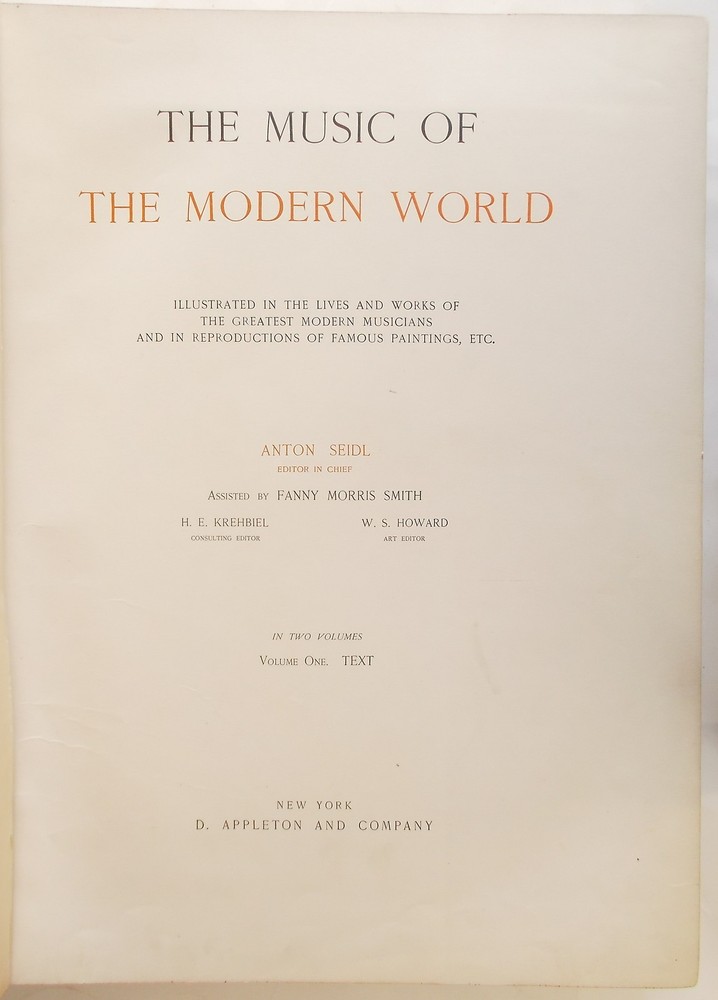 THE MUSIC OF
THE MODERN WORLD
ILLUSTRATED IN THE LIVES AND WORKS OF
THE GREATEST MODERN MUSICIANS
AND IN REPRODUCTIONS OF FAMOUS PAINTINGS, ETC.
ANTON SEIDL
EDITOR IN CHIEF
ASSISTED BY FANNY MORRIS SMITH
H. E. KREHBIEL W. S. HOWARD
CONSULTING EDITOR ART EDITOR
IN TWO VOLUMES
VOLUME ONE. TEXT
NEW YORK
D. APPLETON AND COMPANY